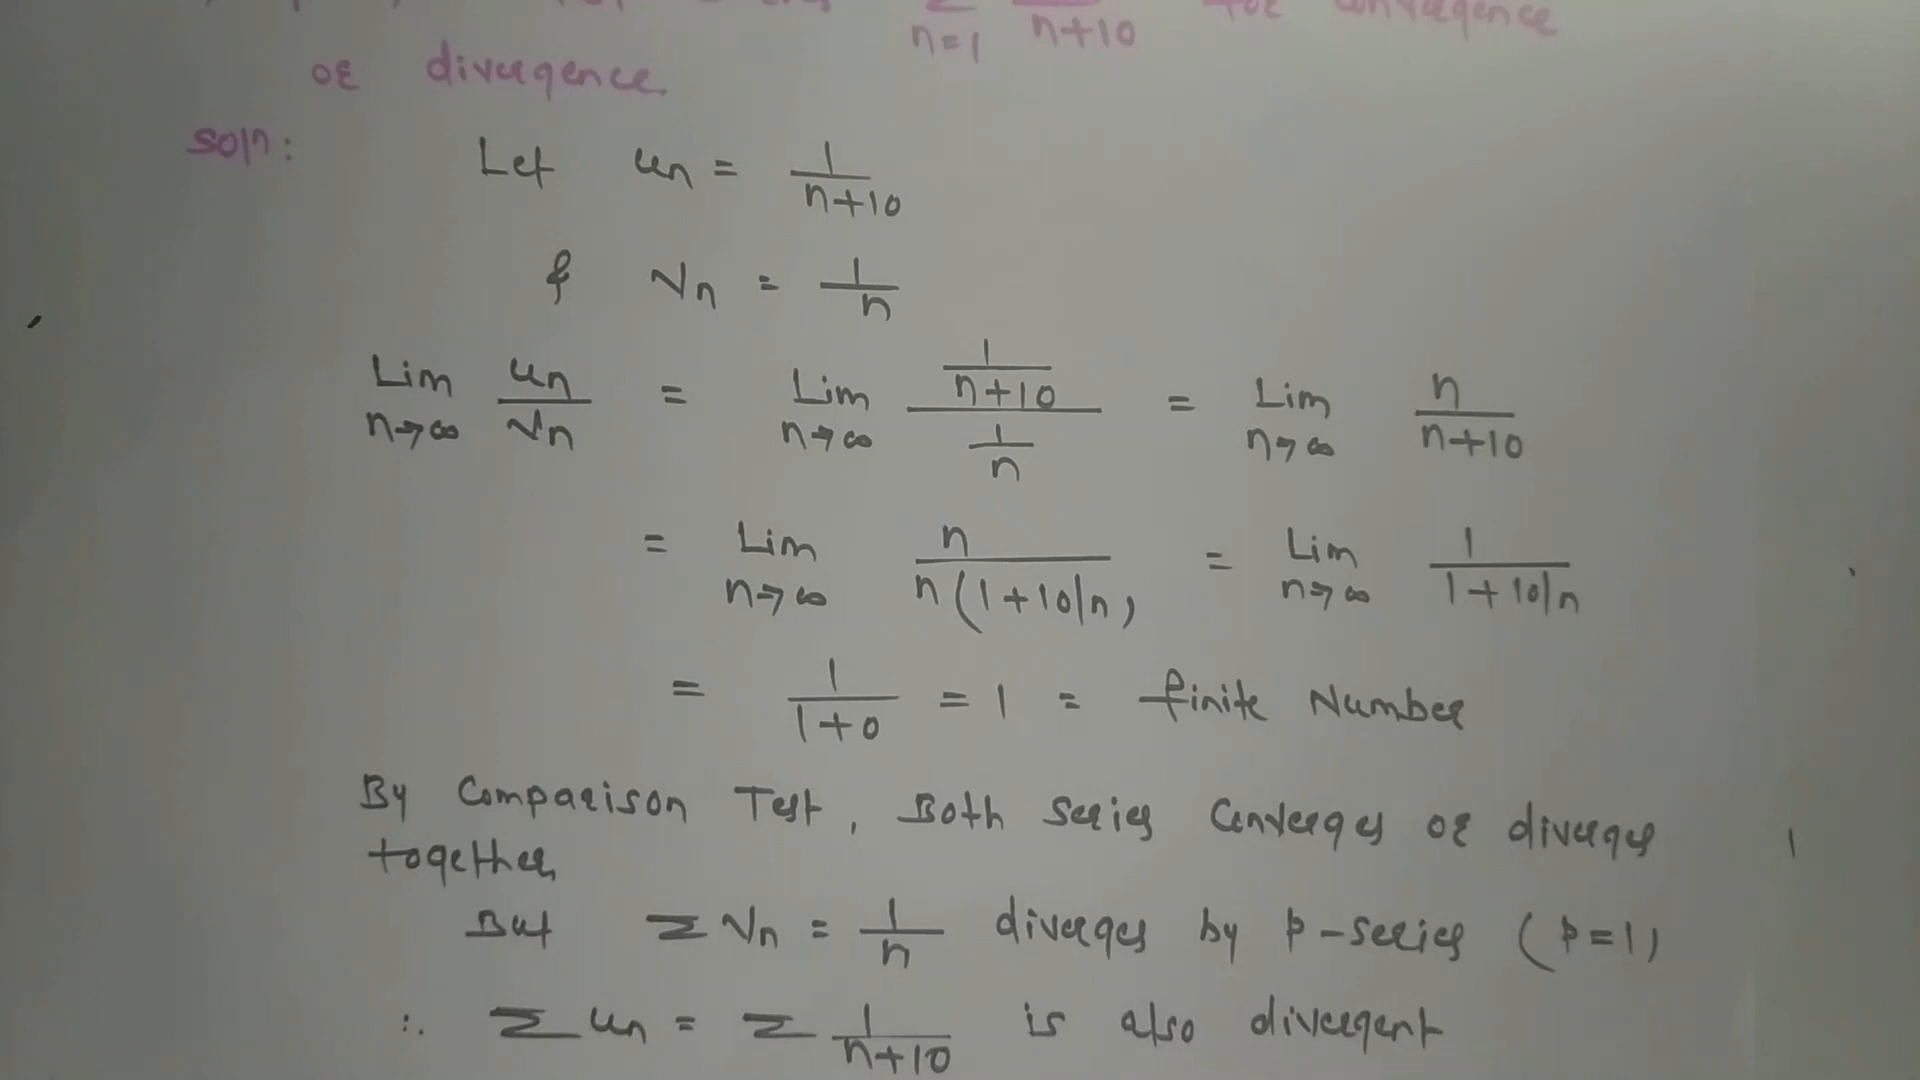 n=1 n+10 for convergence
or divergence
soln:
Let un = 1/n+10
& Vn = 1/n
Lim n→∞ un/Vn = Lim n→∞ 1/n+10 / 1/n = Lim n→∞ n/n+10
= Lim n→∞ n/n(1+10/n) = Lim n→∞ 1/1+10/n
= 1/1+0 = 1 = finite Number
By Comparison Test, Both Series Converges or diverges
together
But Σ Vn = 1/n diverges by p-series (p=1)
∴ Σ un = Σ 1/n+10 is also divergent